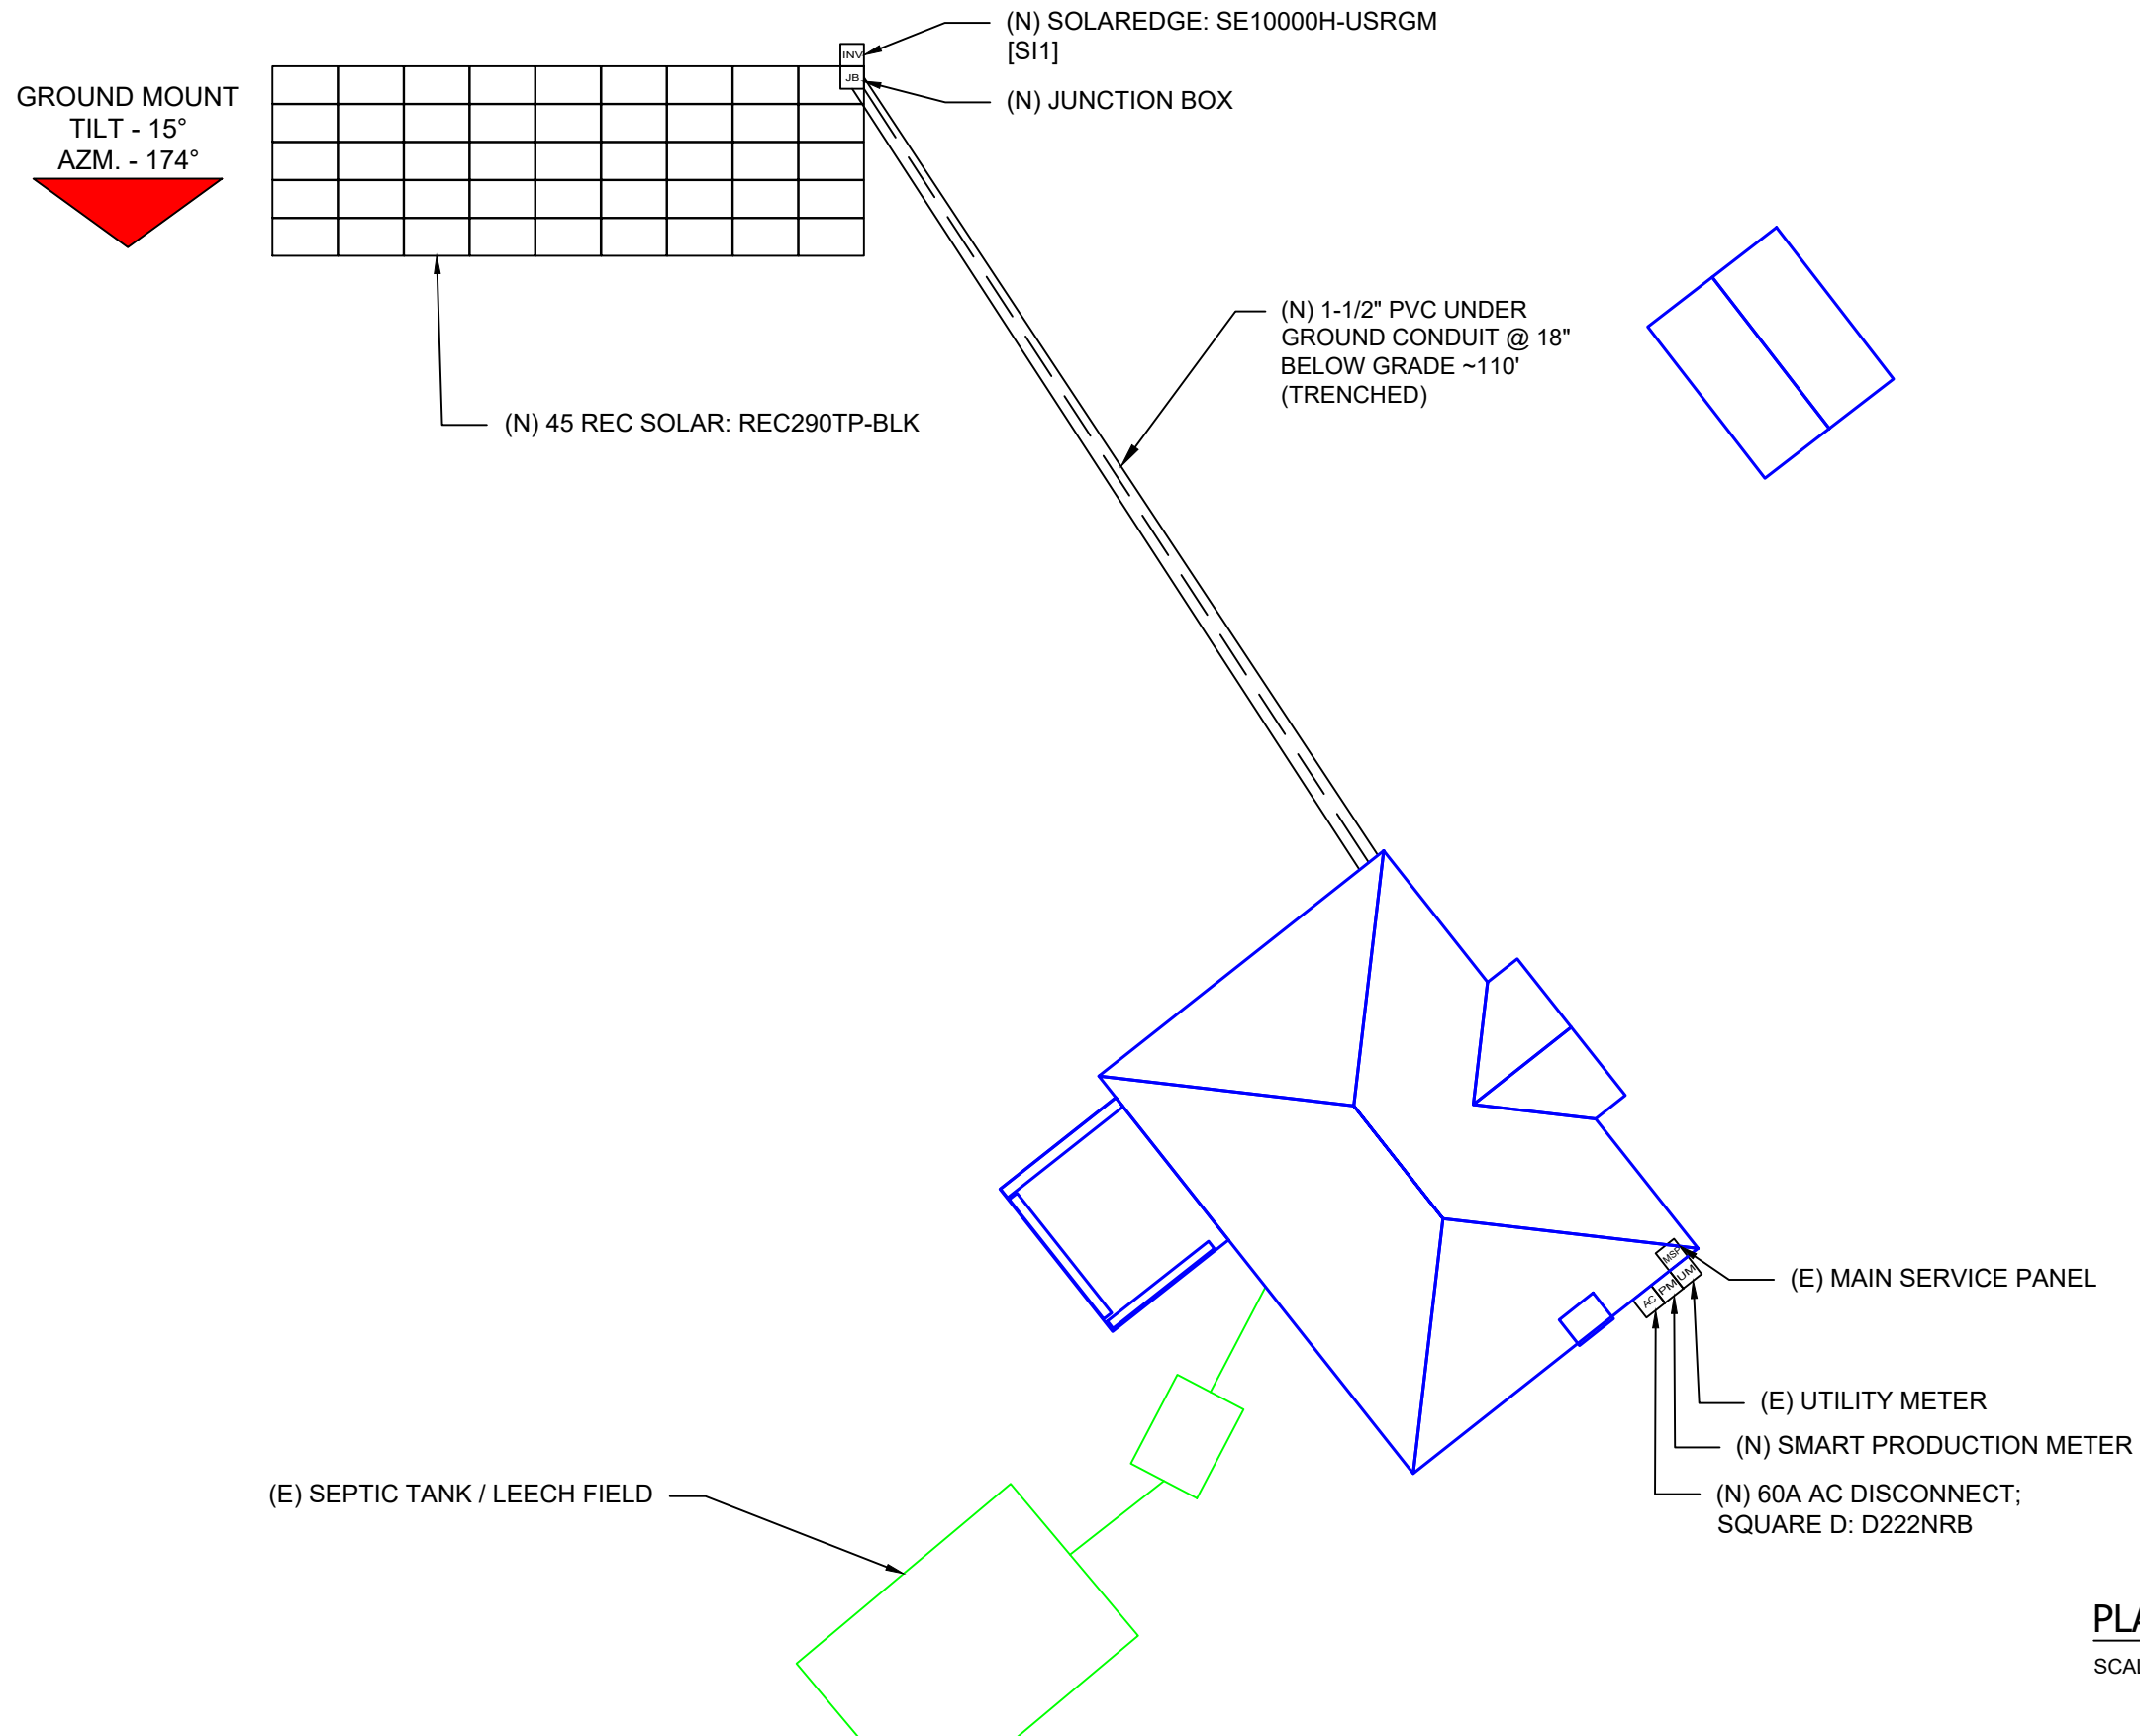 (N) SOLAREDGE: SE10000H-USRGM
[SI1]
INV
JB
(N) JUNCTION BOX
GROUND MOUNT
TILT - 15°
AZM. - 174°
(N) 1-1/2" PVC UNDER
GROUND CONDUIT @ 18"
BELOW GRADE ~110'
(TRENCHED)
(N) 45 REC SOLAR: REC290TP-BLK
MSP
UM
PM
AC
(E) MAIN SERVICE PANEL
(E) UTILITY METER
(N) SMART PRODUCTION METER
(N) 60A AC DISCONNECT;
SQUARE D: D222NRB
(E) SEPTIC TANK / LEECH FIELD